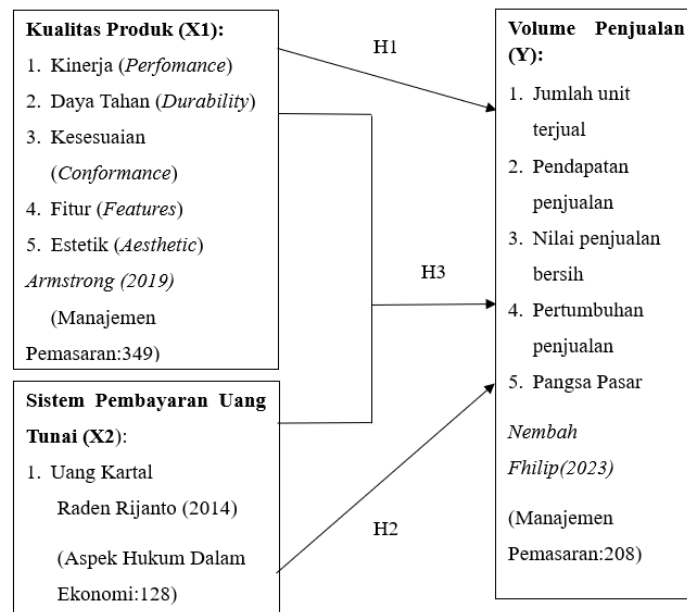 Kualitas Produk (X1):
1. Kinerja (Perfomance)
2. Daya Tahan (Durability)
3. Kesesuaian
(Conformance)
4. Fitur (Features)
5. Estetik (Aesthetic)
Armstrong (2019)
(Manajemen
Pemasaran:349)
Sistem Pembayaran Uang
Tunai (X2):
1. Uang Kartal
Raden Rijanto (2014)
(Aspek Hukum Dalam
Ekonomi:128)
H1
H3
H2
Volume Penjualan
(Y):
1. Jumlah unit
terjual
2. Pendapatan
penjualan
3. Nilai penjualan
bersih
4. Pertumbuhan
penjualan
5. Pangsa Pasar
Nembah
Fhilip(2023)
(Manajemen
Pemasaran:208)